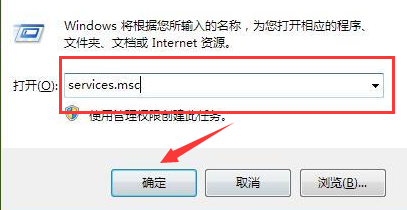 Windows 将根据您所输入的名称，为您打开相应的程序、
文件夹、文档或 Internet 资源。
打开(O): services.msc
使用管理权限创建此任务。
确定 取消 浏览(B)...